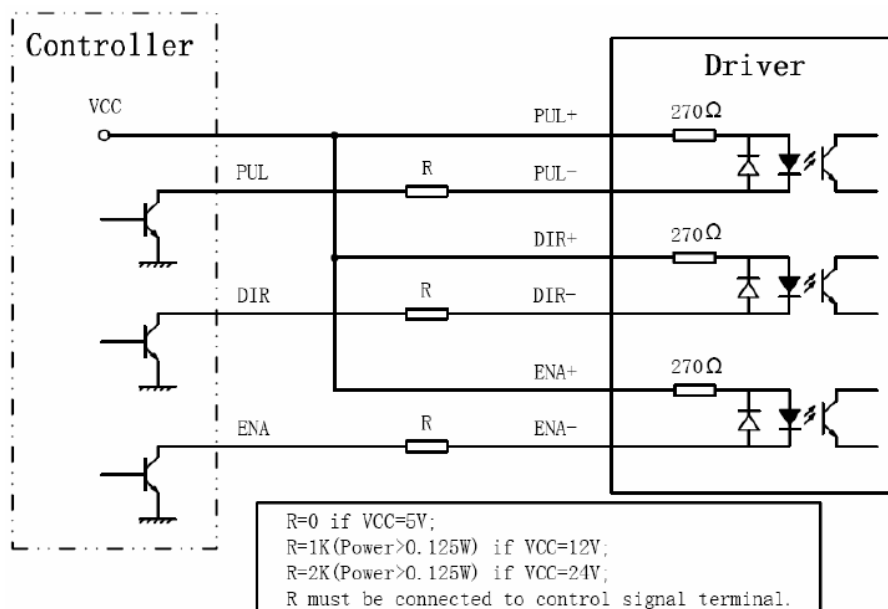 Controller
Driver
VCC
PUL+
270Ω
PUL
R
PUL-
DIR+
270Ω
DIR
R
DIR-
ENA+
270Ω
ENA
R
ENA-
R=0 if VCC=5V;
R=1K(Power>0.125W) if VCC=12V;
R=2K(Power>0.125W) if VCC=24V;
R must be connected to control signal terminal.